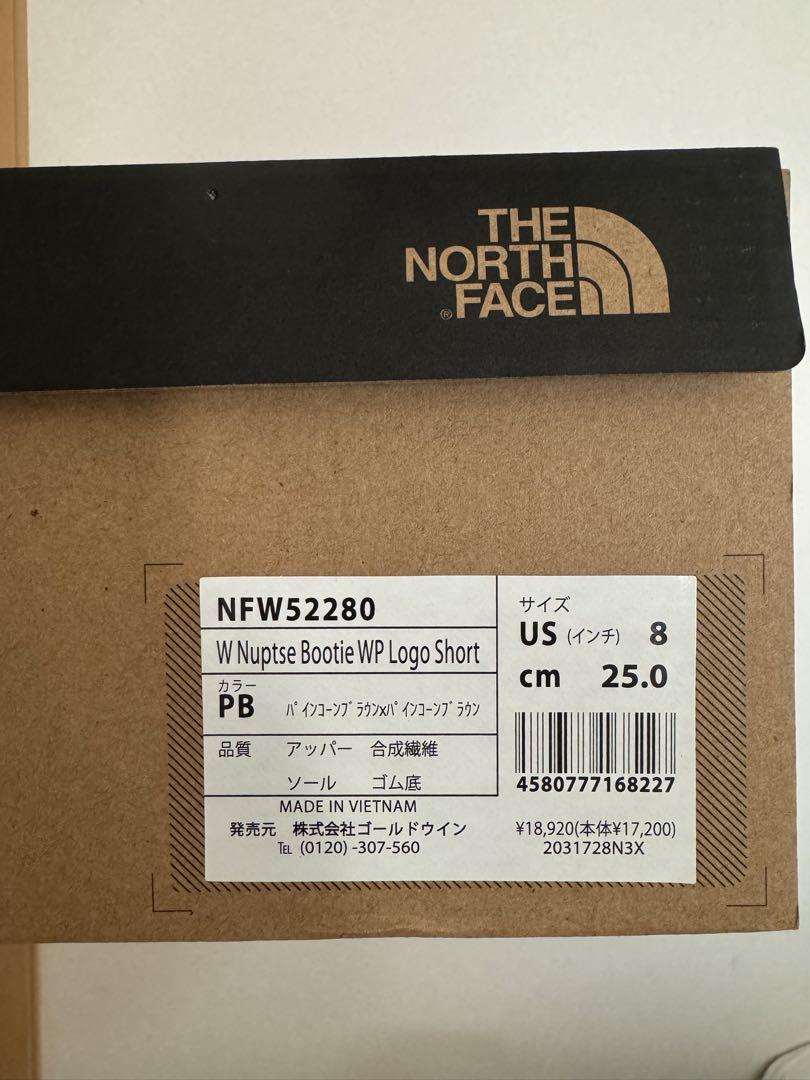 THE
NORTH
FACE
®
NFW52280
W Nuptse Bootie WP Logo Short
カラー
PB ﾊﾟｲﾝｺｰﾝﾌﾞﾗｳﾝxﾊﾟｲﾝｺｰﾝﾌﾞﾗｳﾝ
品質 アッパー 合成繊維
ソール ゴム底
MADE IN VIETNAM
発売元 株式会社ゴールドウイン
℡ (0120) -307-560
サイズ
US (インチ) 8
cm 25.0
4580777168227
¥18,920(本体¥17,200)
2031728N3X